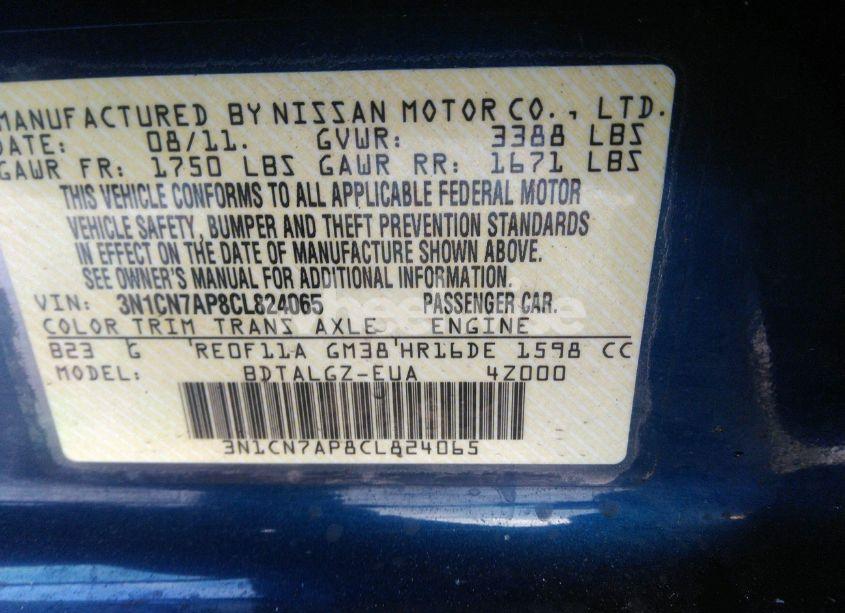 MANUFACTURED BY NISSAN MOTOR CO., LTD.
DATE: 08/11. GVWR: 3388 LBS
GAWR FR: 1750 LBS GAWR RR: 1671 LBS
THIS VEHICLE CONFORMS TO ALL APPLICABLE FEDERAL MOTOR
VEHICLE SAFETY, BUMPER AND THEFT PREVENTION STANDARDS
IN EFFECT ON THE DATE OF MANUFACTURE SHOWN ABOVE.
SEE OWNER'S MANUAL FOR ADDITIONAL INFORMATION.
VIN: 3N1CN7AP8CL824065 PASSENGER CAR.
COLOR TRIM TRANS AXLE ENGINE
B23 G RE0F11A GM38 HR16DE 1598 CC
MODEL: BDTALGZ-EUA 4Z000
3N1CN7AP8CL824065